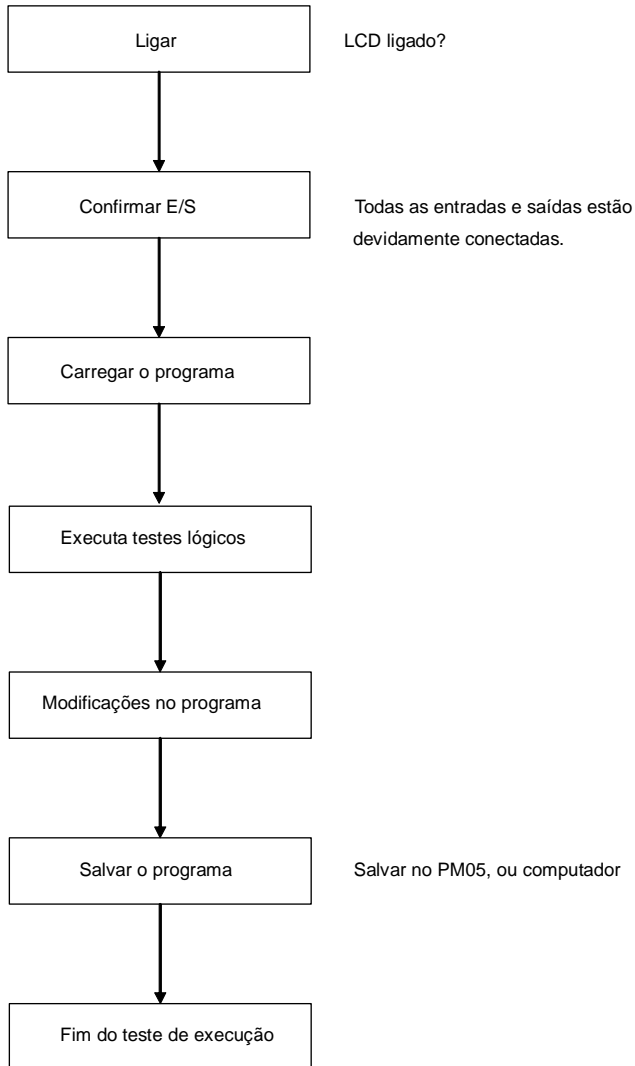 Ligar
LCD ligado?
Confirmar E/S
Todas as entradas e saídas estão
devidamente conectadas.
Carregar o programa
Executa testes lógicos
Modificações no programa
Salvar o programa
Salvar no PM05, ou computador
Fim do teste de execução